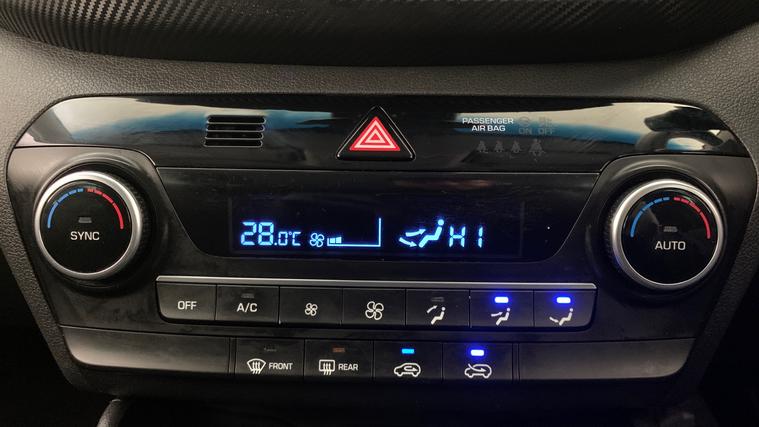 PASSENGER
AIR BAG ON OFF
SYNC
28.0°C
HI
AUTO
OFF
A/C
FRONT
REAR